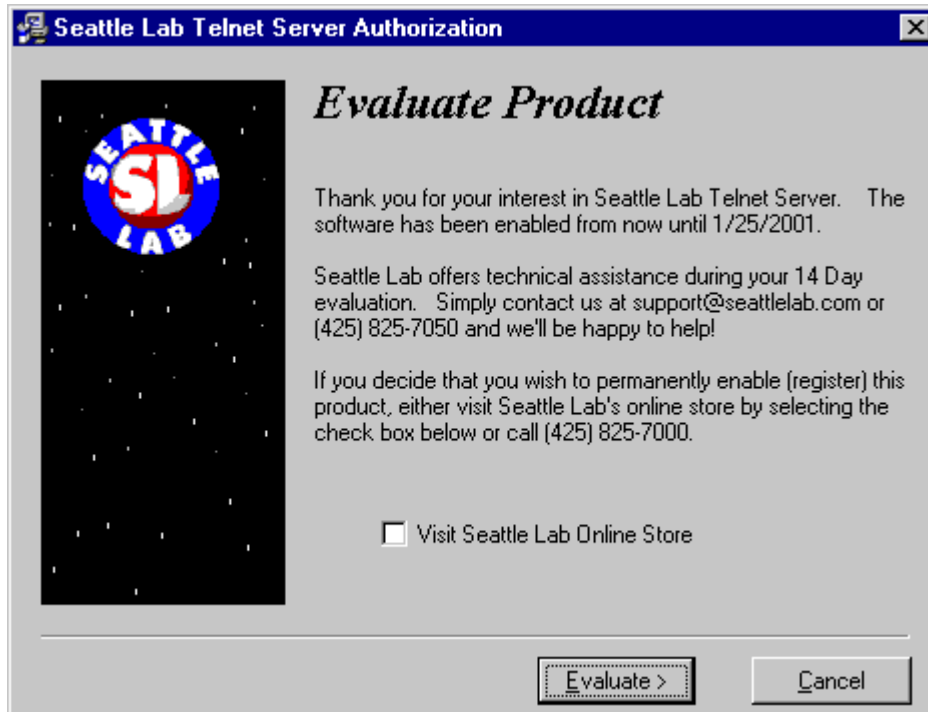 Seattle Lab Telnet Server Authorization
SEATTLE
SL
LAB
Evaluate Product
Thank you for your interest in Seattle Lab Telnet Server. The
software has been enabled from now until 1/25/2001.
Seattle Lab offers technical assistance during your 14 Day
evaluation. Simply contact us at support@seattlelab.com or
(425) 825-7050 and we'll be happy to help!
If you decide that you wish to permanently enable (register) this
product, either visit Seattle Lab's online store by selecting the
check box below or call (425) 825-7000.
Visit Seattle Lab Online Store
Evaluate >
Cancel